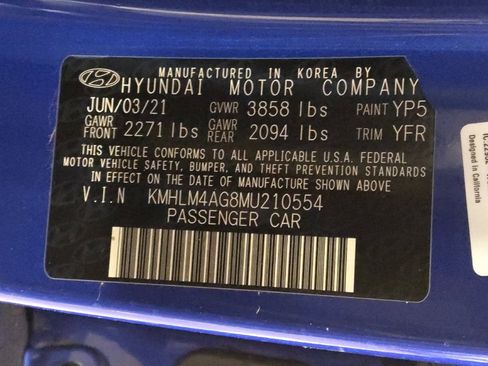 MANUFACTURED IN KOREA BY
HYUNDAI MOTOR COMPANY
JUN/03/21 GVWR 3858 lbs PAINT YP5
GAWR FRONT 2271 lbs GAWR REAR 2094 lbs TRIM YFR
THIS VEHICLE CONFORMS TO ALL APPLICABLE U.S.A. FEDERAL
MOTOR VEHICLE SAFETY, BUMPER, AND THEFT PREVENTION STANDARDS
IN EFFECT ON THE DATE OF MANUFACTURE SHOWN ABOVE.
V.I.N KMHLM4AG8MU210554
PASSENGER CAR
Designed in California